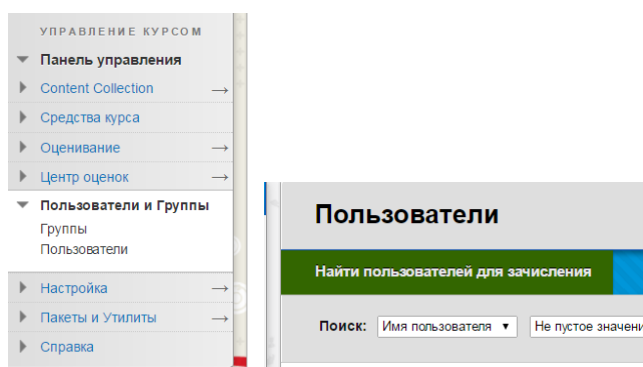 УПРАВЛЕНИЕ КУРСОМ
Панель управления
Content Collection →
Средства курса
Оценивание →
Центр оценок →
Пользователи и Группы
Группы
Пользователи
Настройка →
Пакеты и Утилиты →
Справка
Пользователи
Найти пользователей для зачисления
Поиск: Имя пользователя Не пустое